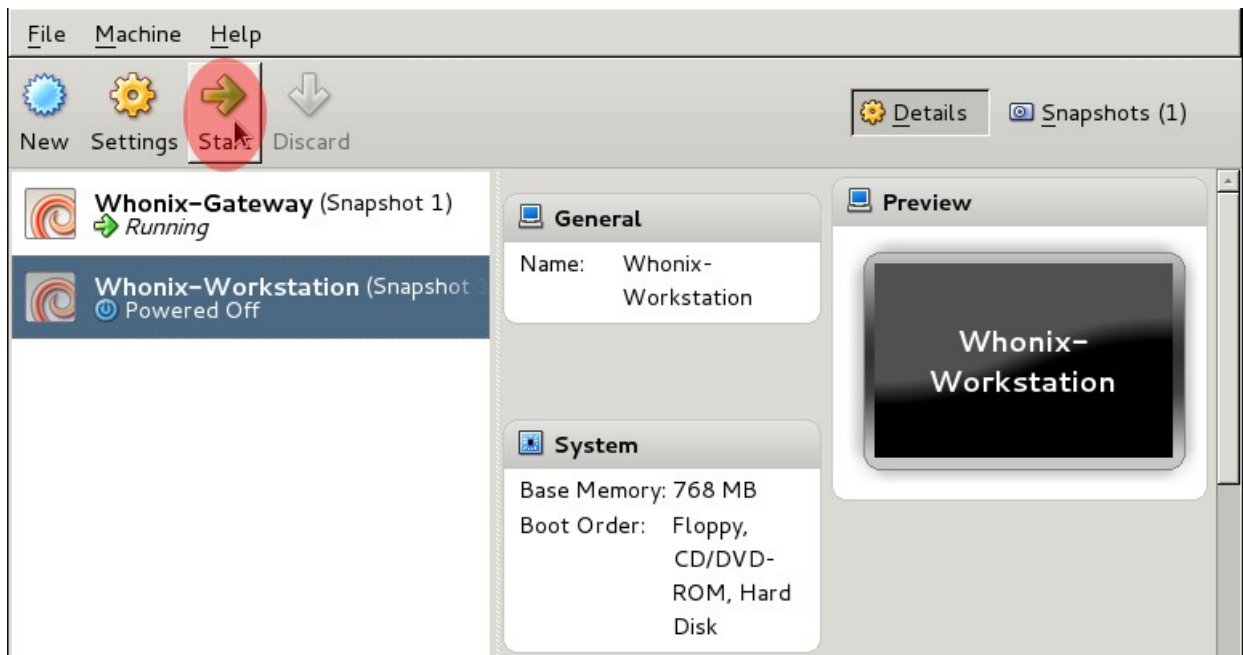 File Machine Help
New Settings Start Discard
Details Snapshots (1)
Whonix-Gateway (Snapshot 1)
Running
Whonix-Workstation (Snapshot
Powered Off
General
Name: Whonix-
Workstation
System
Base Memory: 768 MB
Boot Order: Floppy,
CD/DVD-
ROM, Hard
Disk
Preview
Whonix-
Workstation